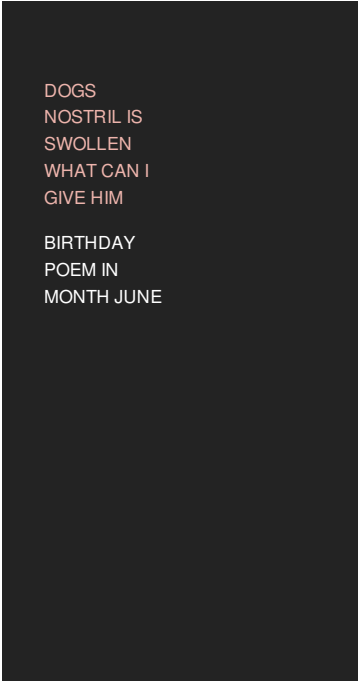 DOGS
NOSTRIL IS
SWOLLEN
WHAT CAN I
GIVE HIM
BIRTHDAY
POEM IN
MONTH JUNE